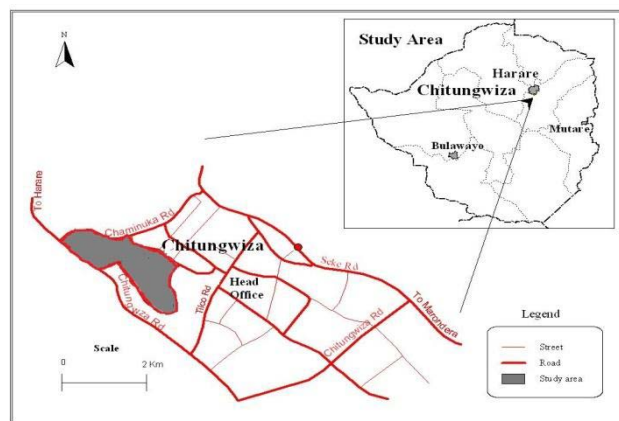 N
Study Area
Harare
Chitungwiza
Mutare
Bulawayo
To Harare
Chaminuka Rd
Chitungwiza
Seke Rd
Head
Office
Tilco Rd
Chitungwiza Rd
Chitungwiza Rd
To Marondera
Scale
0
2 Km
Legend
Street
Road
Study area